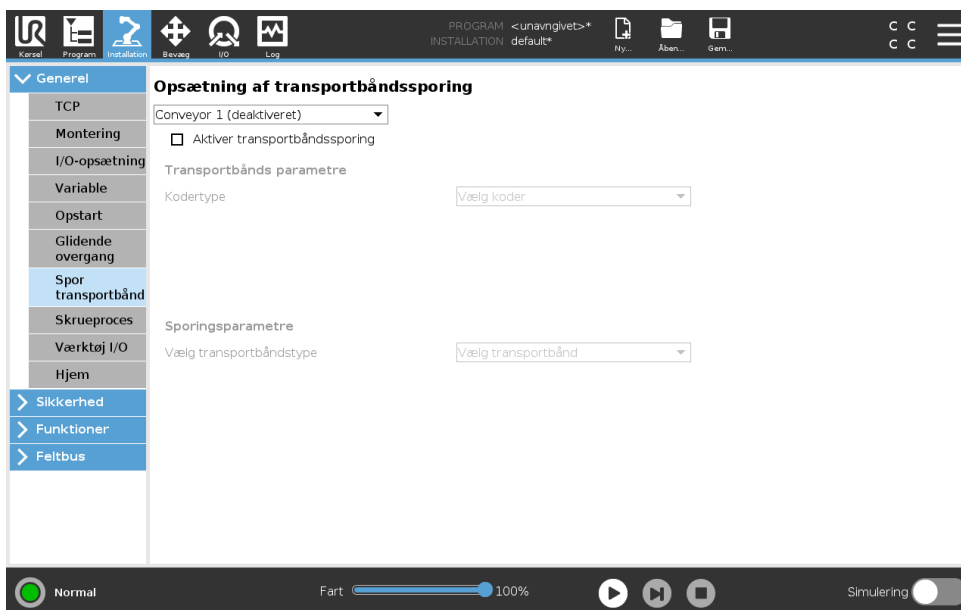 UR
PROGRAM <unavngivet>*
INSTALLATION default*
C C
C C
Kørsel Program Installation Bevæg I/O Log Ny... Åben... Gem...
Generel
TCP
Montering
I/O-opsætning
Variable
Opstart
Glidende
overgang
Spor
transportbånd
Skrueproces
Værktøj I/O
Hjem
Sikkerhed
Funktioner
Feltbus
Opsætning af transportbåndssporing
Conveyor 1 (deaktiveret)
Aktiver transportbåndssporing
Transportbånds parametre
Kodertype Vælg koder
Sporingsparametre
Vælg transportbåndstype Vælg transportbånd
Normal Fart 100% Simulering